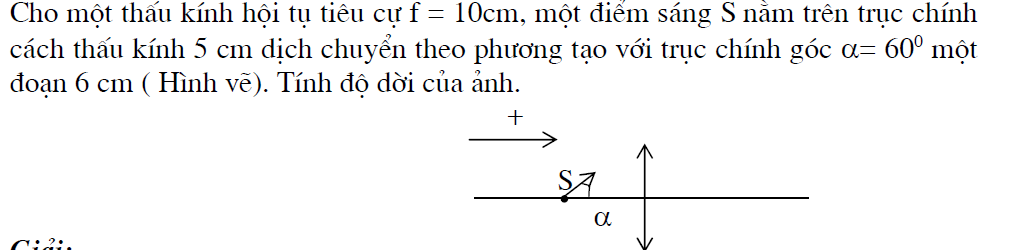 Cho một thấu kính hội tụ tiêu cự f = 10cm, một điểm sáng S nằm trên trục chính
cách thấu kính 5 cm dịch chuyển theo phương tạo với trục chính góc α= 60⁰ một
đoạn 6 cm ( Hình vẽ). Tính độ dời của ảnh.
+
S
α
Giải: